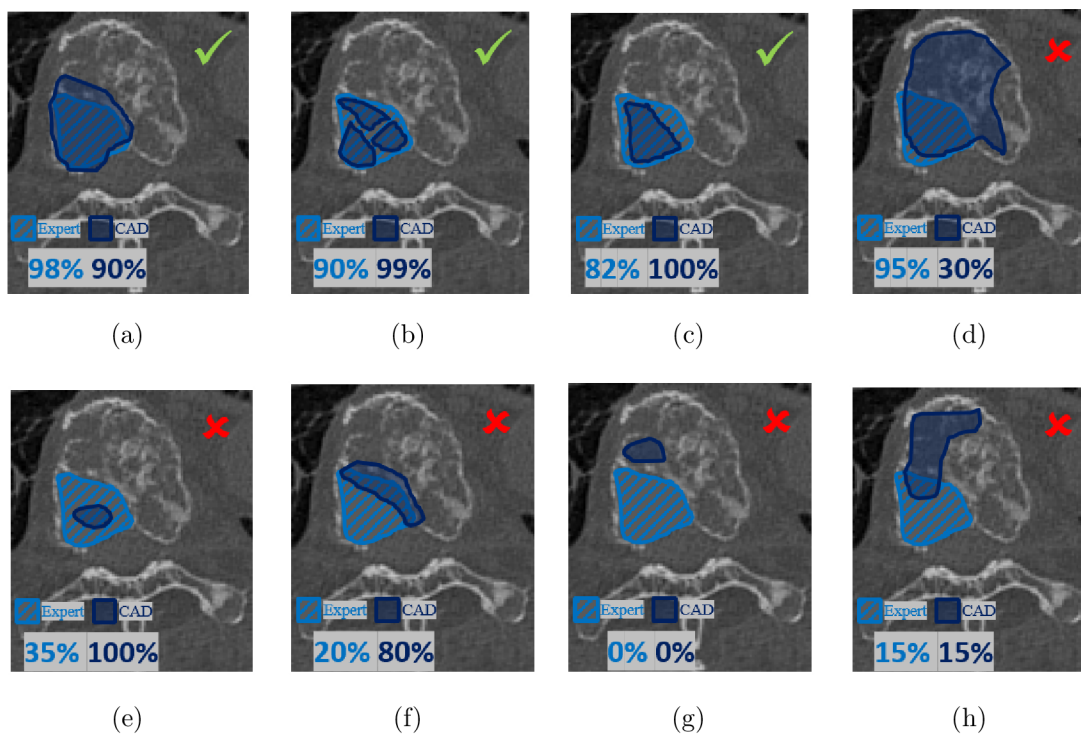 Expert CAD
98% 90%
(a)
Expert CAD
90% 99%
(b)
Expert CAD
82% 100%
(c)
Expert CAD
95% 30%
(d)
Expert CAD
35% 100%
(e)
Expert CAD
20% 80%
(f)
Expert CAD
0% 0%
(g)
Expert CAD
15% 15%
(h)